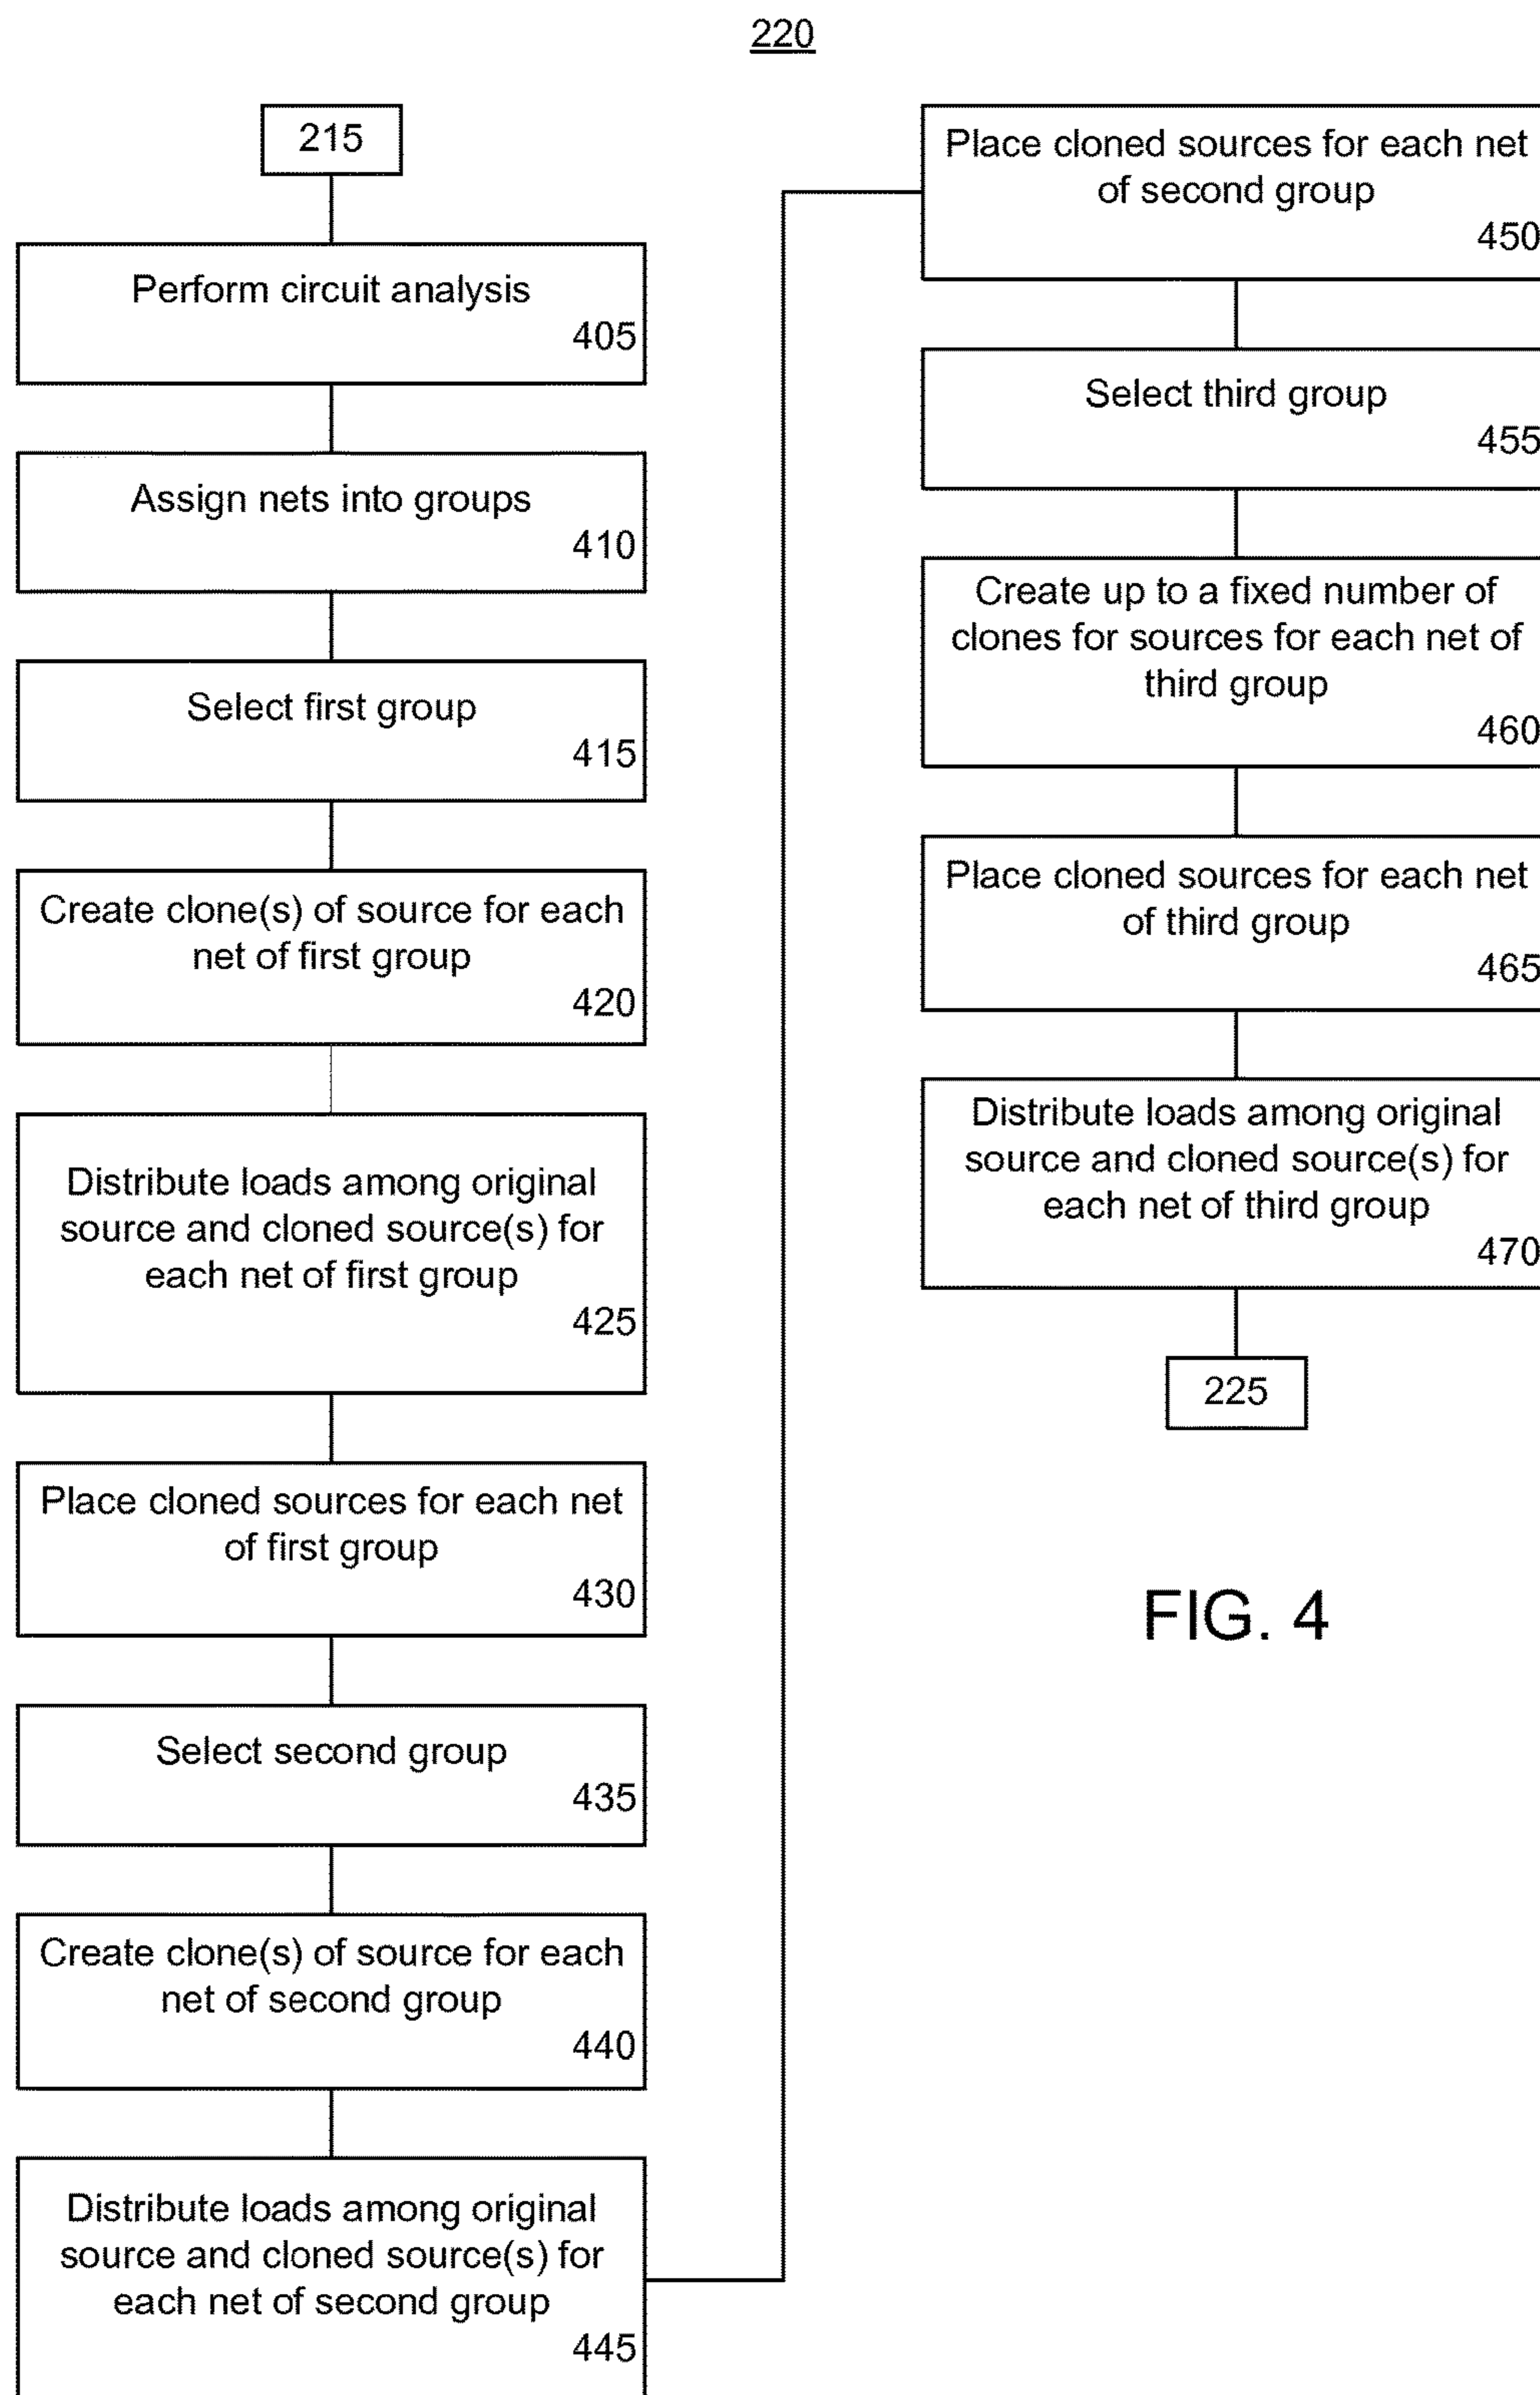 220
215
Perform circuit analysis
405
Assign nets into groups
410
Select first group
415
Create clone(s) of source for each
net of first group
420
Distribute loads among original
source and cloned source(s) for
each net of first group
425
Place cloned sources for each net
of first group
430
Select second group
435
Create clone(s) of source for each
net of second group
440
Distribute loads among original
source and cloned source(s) for
each net of second group
445
Place cloned sources for each net
of second group
450
Select third group
455
Create up to a fixed number of
clones for sources for each net of
third group
460
Place cloned sources for each net
of third group
465
Distribute loads among original
source and cloned source(s) for
each net of third group
470
225
FIG. 4